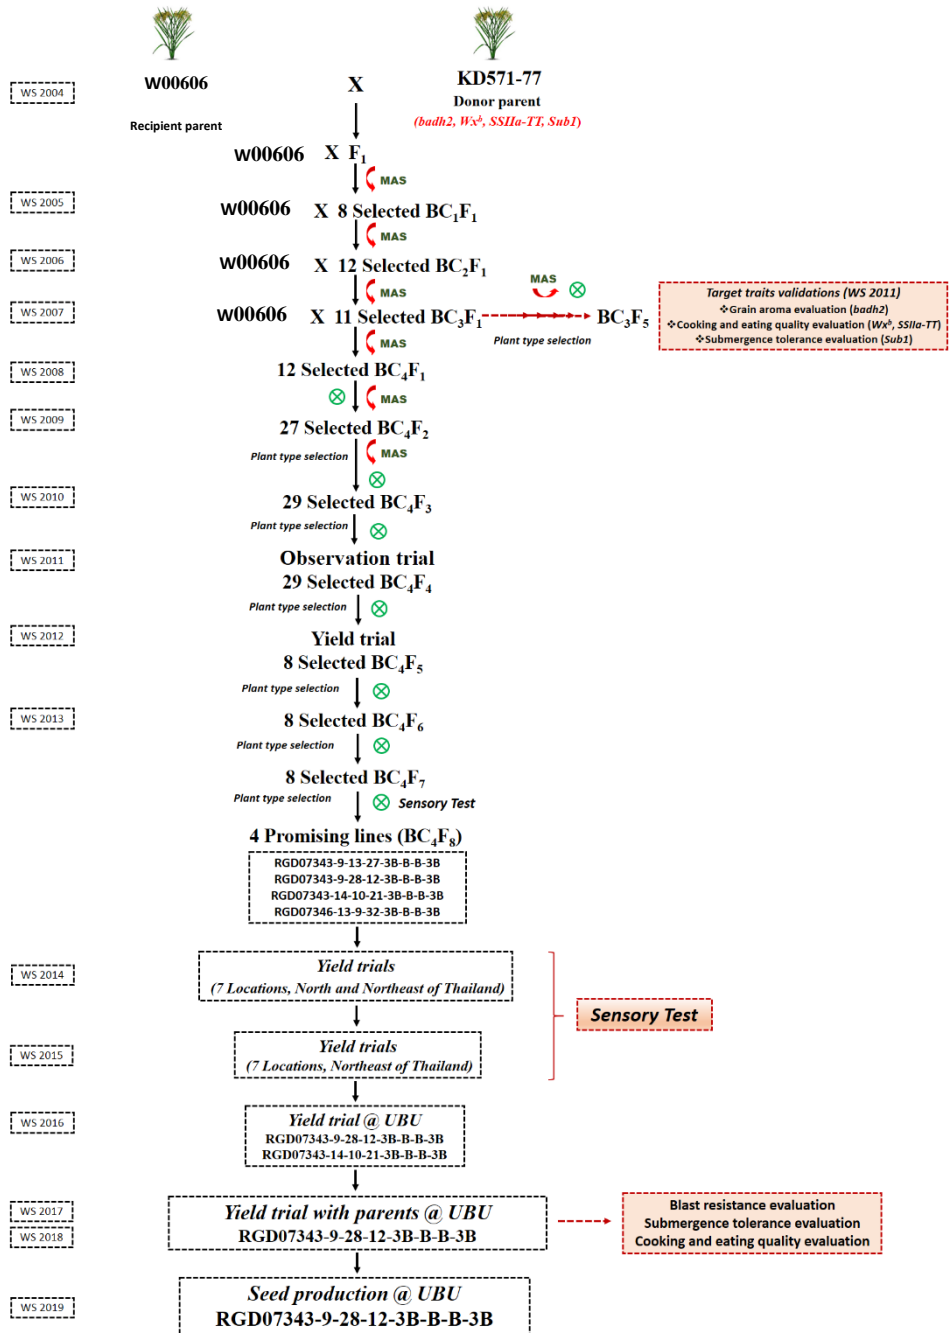 WS 2004
W00606
X
KD571-77
Recipient parent
Donor parent
(badh2, Wxᵇ, SSIIa-TT, Sub1)
W00606 X F₁
MAS
WS 2005
W00606 X 8 Selected BC₁F₁
MAS
WS 2006
W00606 X 12 Selected BC₂F₁
MAS
WS 2007
W00606 X 11 Selected BC₃F₁
MAS
Plant type selection
BC₃F₅
Target traits validations (WS 2011)
❖Grain aroma evaluation (badh2)
❖Cooking and eating quality evaluation (Wxᵇ, SSIIa-TT)
❖Submergence tolerance evaluation (Sub1)
MAS
WS 2008
12 Selected BC₄F₁
MAS
WS 2009
27 Selected BC₄F₂
Plant type selection
MAS
WS 2010
29 Selected BC₄F₃
Plant type selection
WS 2011
Observation trial
29 Selected BC₄F₄
Plant type selection
WS 2012
Yield trial
8 Selected BC₄F₅
Plant type selection
WS 2013
8 Selected BC₄F₆
Plant type selection
8 Selected BC₄F₇
Plant type selection
Sensory Test
4 Promising lines (BC₄F₈)
RGD07343-9-13-27-3B-B-B-3B
RGD07343-9-28-12-3B-B-B-3B
RGD07343-14-10-21-3B-B-B-3B
RGD07346-13-9-32-3B-B-B-3B
WS 2014
Yield trials
(7 Locations, North and Northeast of Thailand)
Sensory Test
WS 2015
Yield trials
(7 Locations, Northeast of Thailand)
WS 2016
Yield trial @ UBU
RGD07343-9-28-12-3B-B-B-3B
RGD07343-14-10-21-3B-B-B-3B
WS 2017
WS 2018
Yield trial with parents @ UBU
RGD07343-9-28-12-3B-B-B-3B
Blast resistance evaluation
Submergence tolerance evaluation
Cooking and eating quality evaluation
WS 2019
Seed production @ UBU
RGD07343-9-28-12-3B-B-B-3B